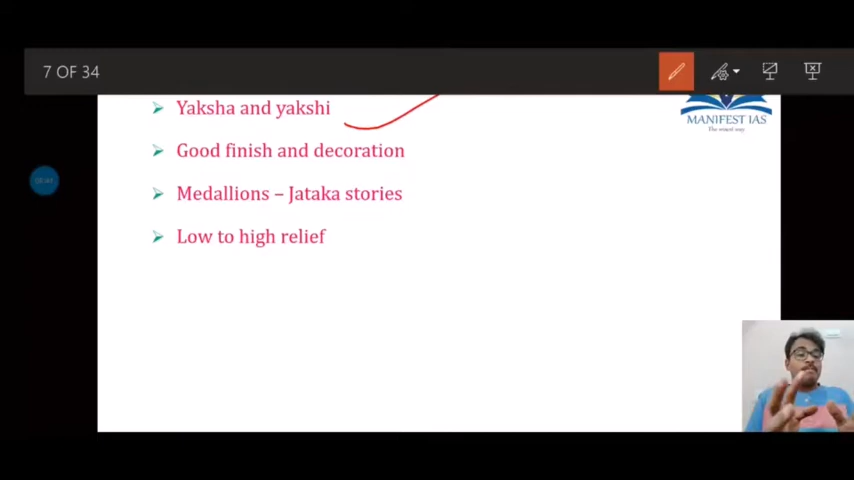 7 OF 34
Yaksha and yakshi
MANIFEST IAS
Good finish and decoration
Medallions – Jataka stories
Low to high relief